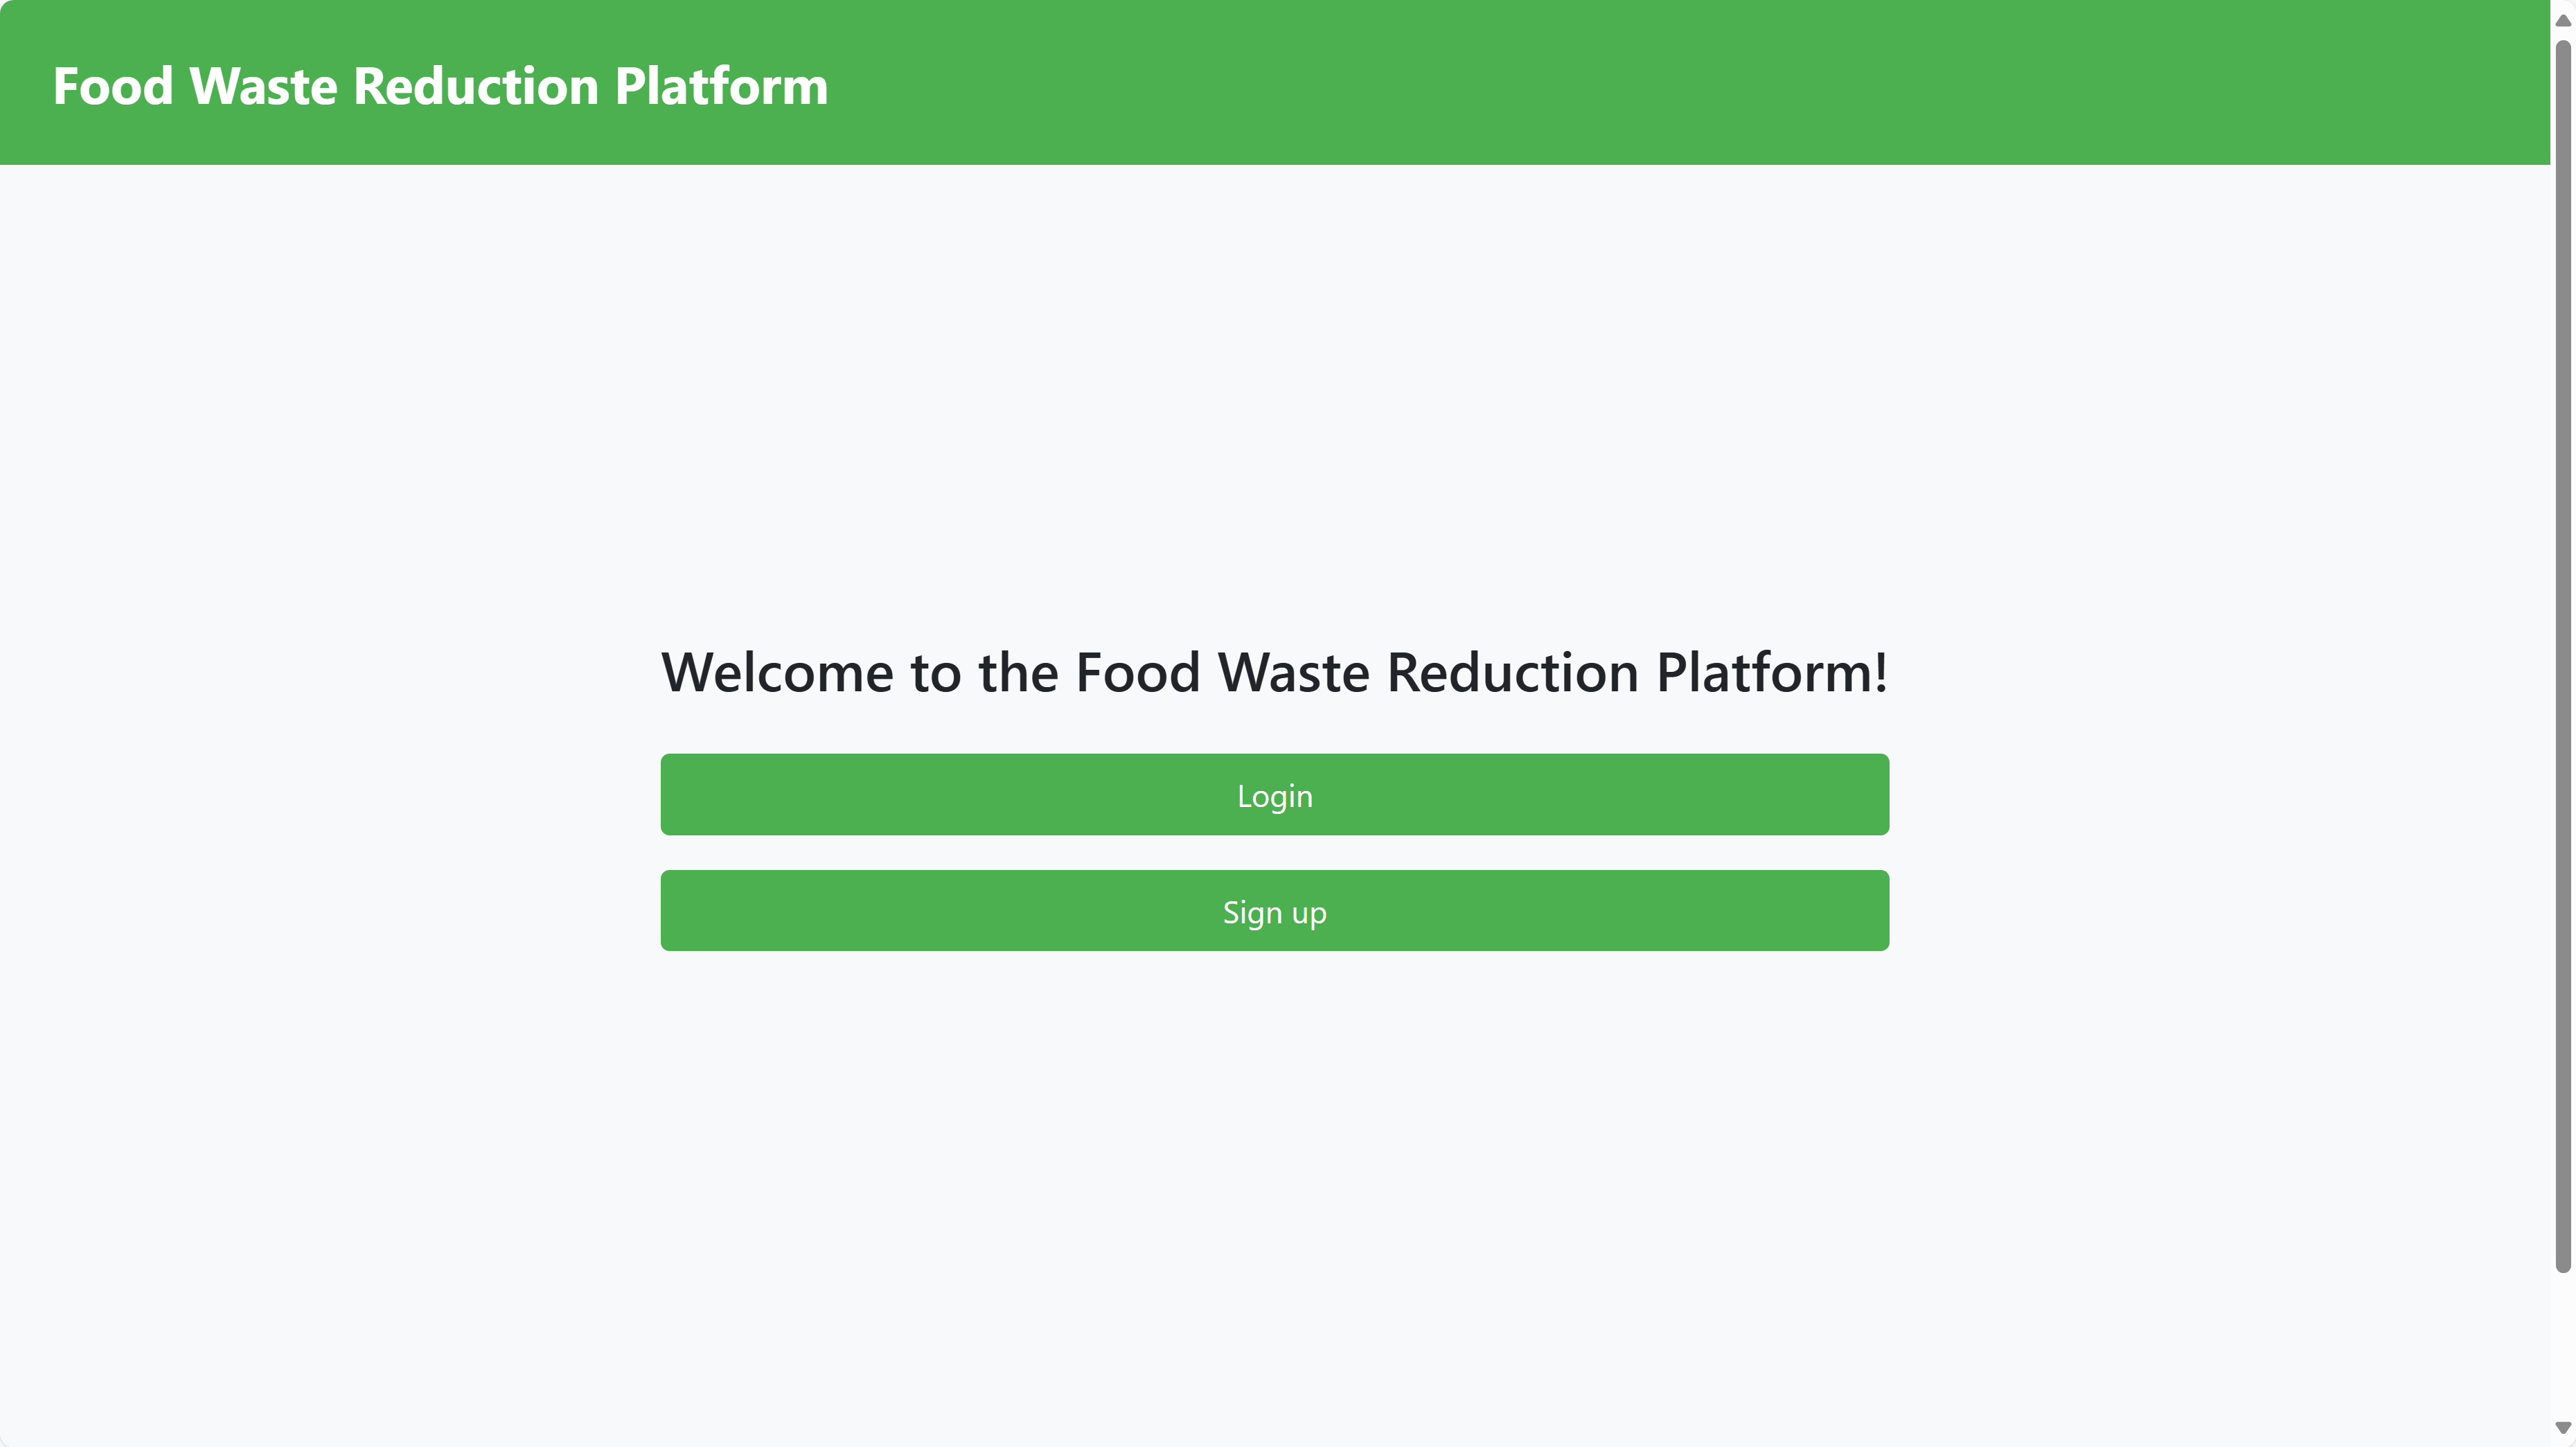 Food Waste Reduction Platform
Welcome to the Food Waste Reduction Platform!
Login
Sign up